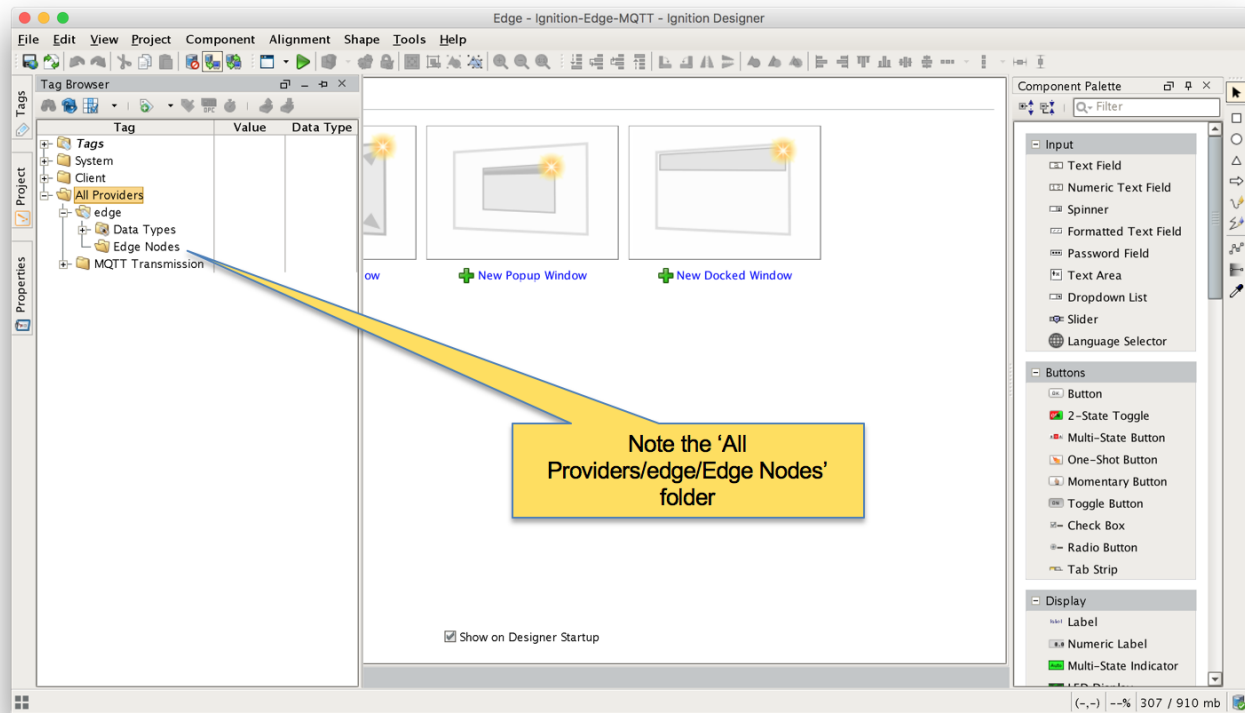 Edge - Ignition-Edge-MQTT - Ignition Designer
File Edit View Project Component Alignment Shape Tools Help
Tags
Project
Properties
Tag Browser
Tag Value Data Type
Tags
System
Client
All Providers
edge
Data Types
Edge Nodes
MQTT Transmission
ow
New Popup Window
New Docked Window
Note the ‘All
Providers/edge/Edge Nodes’
folder
Show on Designer Startup
Component Palette
Filter
Input
Text Field
Numeric Text Field
Spinner
Formatted Text Field
Password Field
Text Area
Dropdown List
Slider
Language Selector
Buttons
Button
2-State Toggle
Multi-State Button
One-Shot Button
Momentary Button
Toggle Button
Check Box
Radio Button
Tab Strip
Display
Label
Numeric Label
Multi-State Indicator
LED Display
(-,-) --% 307 / 910 mb